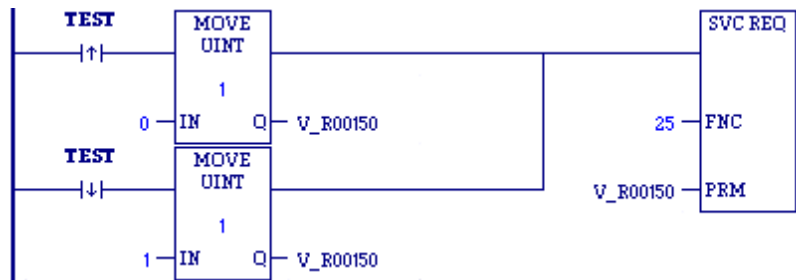 TEST
MOVE
UINT
1
0 IN Q V_R00150
SVC REQ
25 FNC
V_R00150 PRM
TEST
MOVE
UINT
1
1 IN Q V_R00150